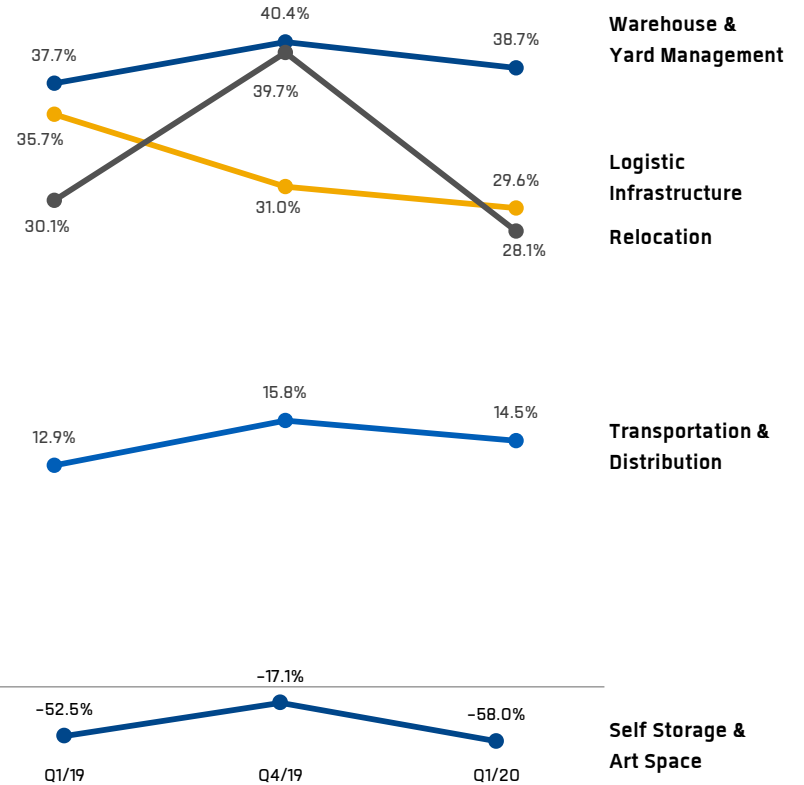 40.4%
Warehouse &
37.7%
38.7%
Yard Management
39.7%
35.7%
Logistic
29.6%
Infrastructure
31.0%
30.1%
Relocation
28.1%
15.8%
14.5%
12.9%
Transportation &
Distribution
-17.1%
-52.5%
-58.0%
Self Storage &
Art Space
Q1/19
Q4/19
Q1/20